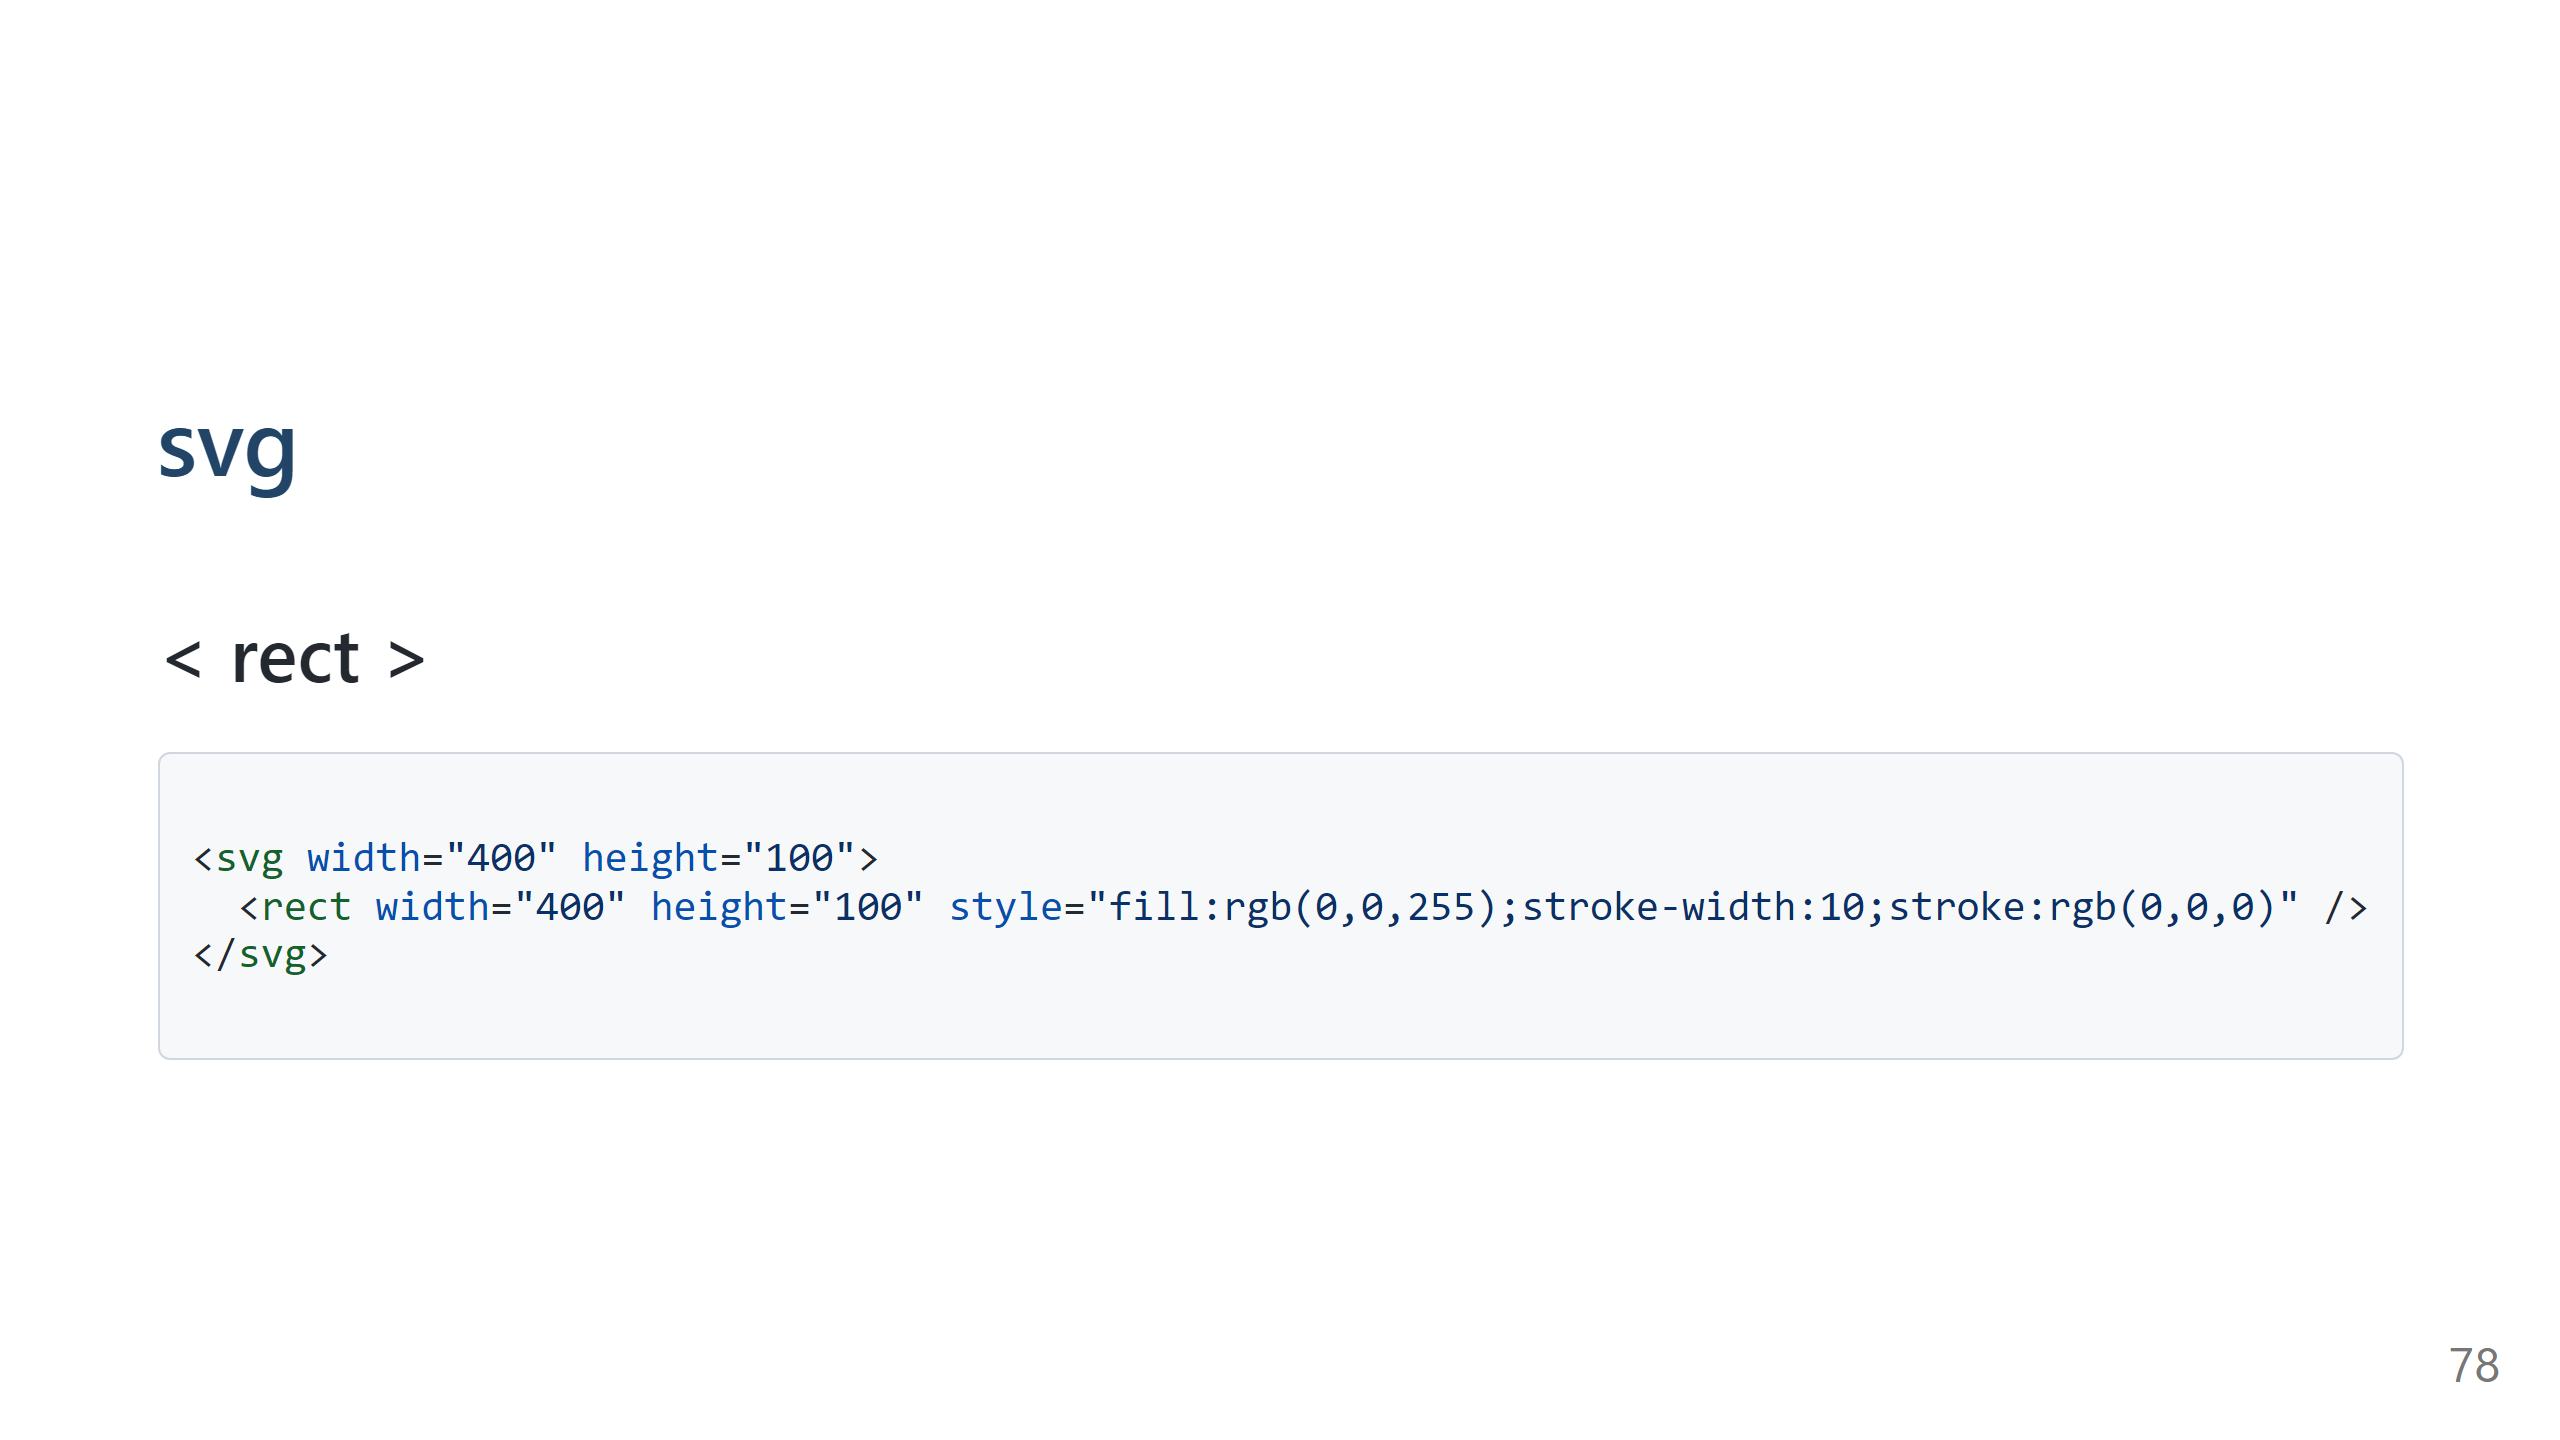 svg
< rect >
<svg width="400" height="100">
  <rect width="400" height="100" style="fill:rgb(0,0,255);stroke-width:10;stroke:rgb(0,0,0)" />
</svg>
78